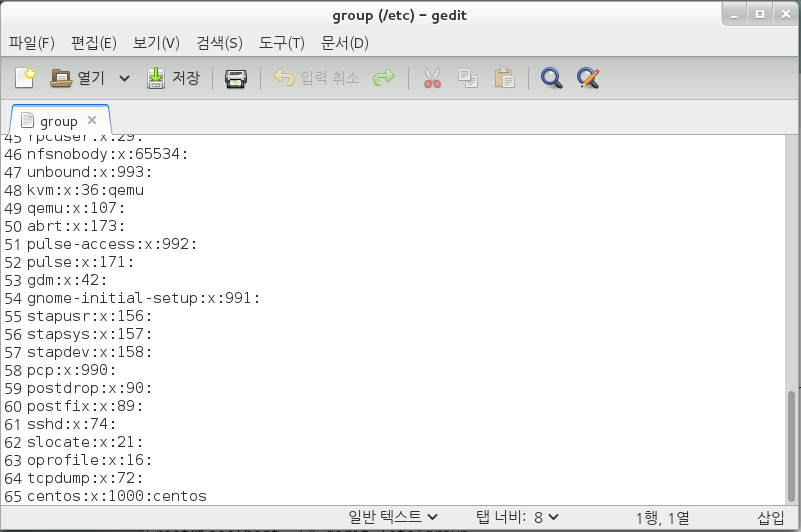 group (/etc) – gedit
파일(F) 편집(E) 보기(V) 검색(S) 도구(T) 문서(D)
열기 저장 입력 취소
group
45 rpcuser:x:29:
46 nfsnobody:x:65534:
47 unbound:x:993:
48 kvm:x:36:qemu
49 qemu:x:107:
50 abrt:x:173:
51 pulse-access:x:992:
52 pulse:x:171:
53 gdm:x:42:
54 gnome-initial-setup:x:991:
55 stapusr:x:156:
56 stapsys:x:157:
57 stapdev:x:158:
58 pcp:x:990:
59 postdrop:x:90:
60 postfix:x:89:
61 sshd:x:74:
62 slocate:x:21:
63 oprofile:x:16:
64 tcpdump:x:72:
65 centos:x:1000:centos
일반 텍스트 탭 너비: 8 1행, 1열 삽입